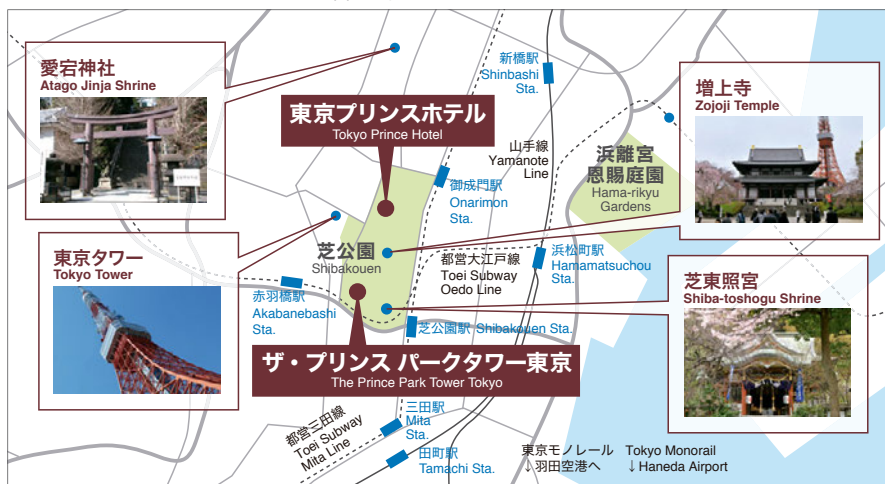 愛宕神社
Atago Jinja Shrine
東京プリンスホテル
Tokyo Prince Hotel
新橋駅
Shinbashi
Sta.
増上寺
Zojoji Temple
山手線
Yamanote
Line
浜離宮
恩賜庭園
Hama-rikyu
Gardens
御成門駅
Onarimon
Sta.
東京タワー
Tokyo Tower
芝公園
Shibakouen
都営大江戸線
Toei Subway
Oedo Line
浜松町駅
Hamamatsuchou
Sta.
芝東照宮
Shiba-toshogu Shrine
赤羽橋駅
Akabanebashi
Sta.
芝公園駅 Shibakouen Sta.
ザ・プリンス パークタワー東京
The Prince Park Tower Tokyo
都営三田線
Toei Subway
Mita Line
三田駅
Mita
Sta.
田町駅
Tamachi Sta.
東京モノレール Tokyo Monorail
↓羽田空港へ ↓Haneda Airport